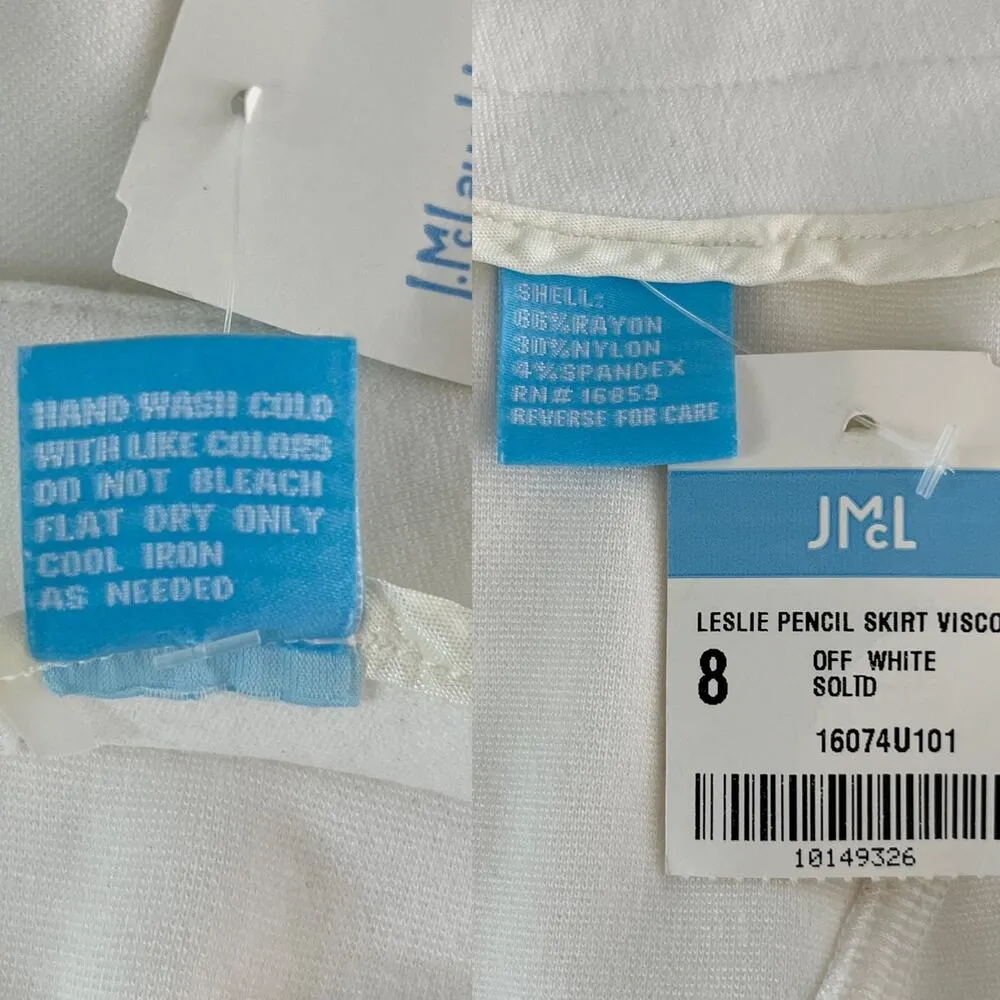 J.McLaughl
HAND WASH COLD
WITH LIKE COLORS
DO NOT BLEACH
FLAT DRY ONLY
COOL IRON
AS NEEDED
SHELL:
66%RAYON
30%NYLON
4%SPANDEX
RN# 16859
REVERSE FOR CARE
JMcL
LESLIE PENCIL SKIRT VISCO
8
OFF WHITE
SOLID
16074U101
10149326